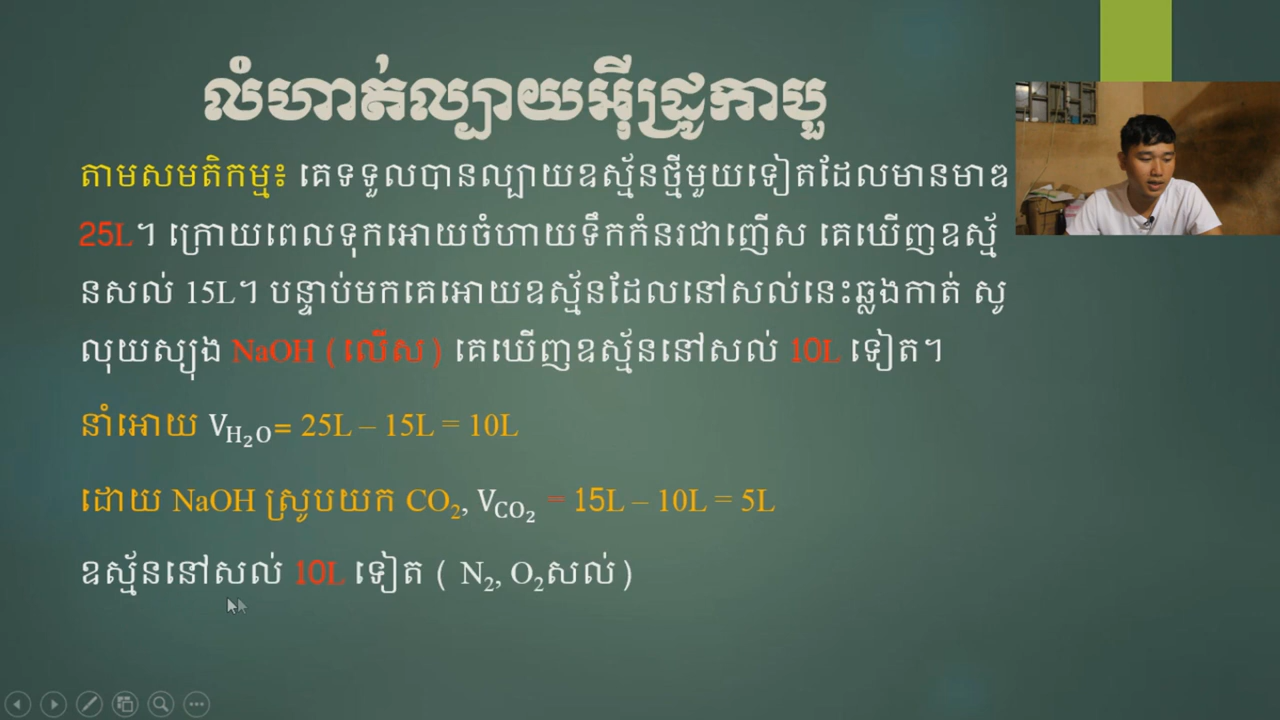 លំហាត់ល្បាយអ៊ីដ្រូកាបួ
តាមសមតិកម្ម៖ គេទទួលបានល្បាយឧស្ម័នថ្មីមួយទៀតដែលមានមាឌ
25L។ ក្រោយពេលទុកអោយចំហាយទឹកកំនរជាញើស គេឃើញឧស្ម័
នសល់ 15L។ បន្ទាប់មកគេអោយឧស្ម័នដែលនៅសល់នេះឆ្លងកាត់ សូ
លុយស្យុង NaOH (លើស) គេឃើញឧស្ម័ននៅសល់ 10L ទៀត។
នាំអោយ V_H₂O= 25L – 15L = 10L
ដោយ NaOH ស្រូបយក CO₂, V_CO₂ = 15L – 10L = 5L
ឧស្ម័ននៅសល់ 10L ទៀត ( N₂, O₂សល់)